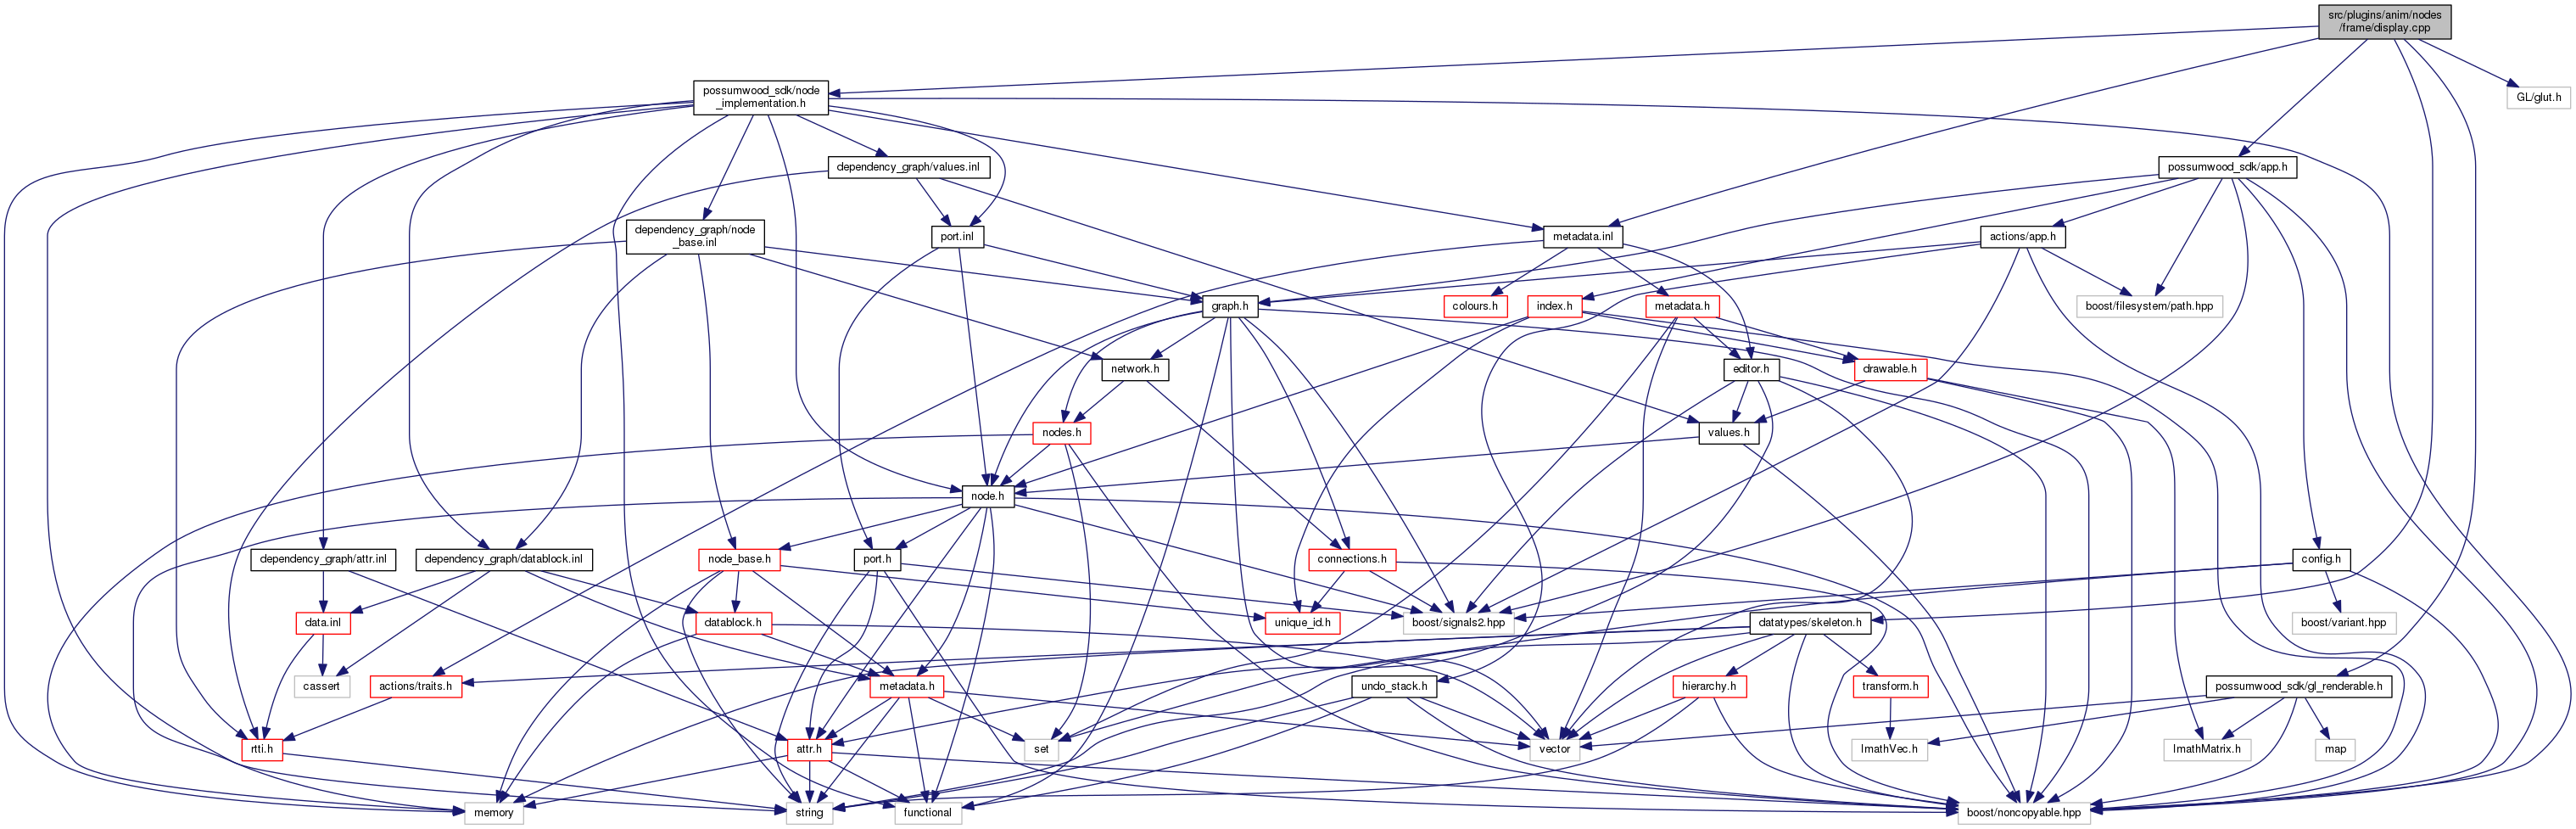 src/plugins/anim/nodes
/frame/display.cpp
possumwood_sdk/node
_implementation.h
GL/glut.h
dependency_graph/values.inl
possumwood_sdk/app.h
dependency_graph/node
_base.inl
port.inl
metadata.inl
actions/app.h
graph.h
colours.h
index.h
metadata.h
boost/filesystem/path.hpp
network.h
editor.h
drawable.h
nodes.h
values.h
node.h
dependency_graph/attr.inl
dependency_graph/datablock.inl
node_base.h
port.h
connections.h
config.h
data.inl
datablock.h
unique_id.h
boost/signals2.hpp
datatypes/skeleton.h
boost/variant.hpp
cassert
actions/traits.h
metadata.h
undo_stack.h
hierarchy.h
transform.h
possumwood_sdk/gl_renderable.h
rtti.h
attr.h
set
vector
ImathVec.h
ImathMatrix.h
map
memory
string
functional
boost/noncopyable.hpp